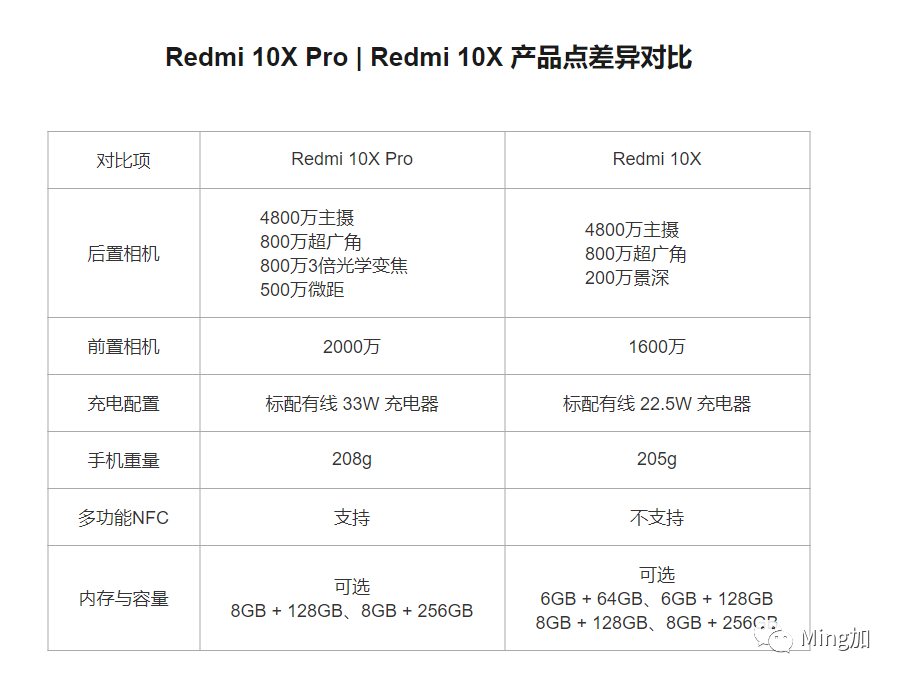 Redmi 10X Pro | Redmi 10X 产品点差异对比
对比项
Redmi 10X Pro
Redmi 10X
后置相机
4800万主摄
800万超广角
800万3倍光学变焦
500万微距
4800万主摄
800万超广角
200万景深
前置相机
2000万
1600万
充电配置
标配有线 33W 充电器
标配有线 22.5W 充电器
手机重量
208g
205g
多功能NFC
支持
不支持
内存与容量
可选
8GB + 128GB、8GB + 256GB
可选
6GB + 64GB、6GB + 128GB
8GB + 128GB、8GB + 256GB
Ming加